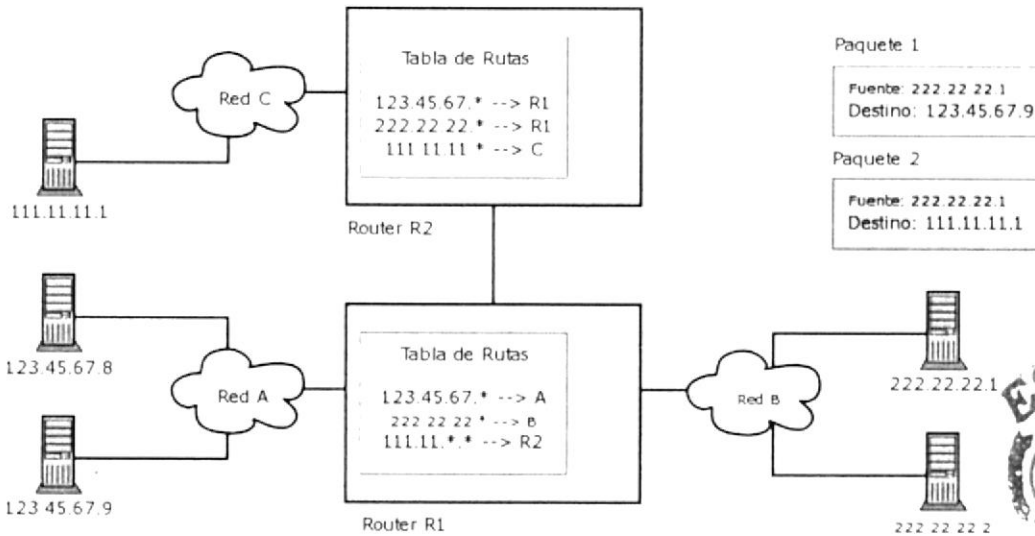 Tabla de Rutas
123.45.67.* --> R1
222.22 22.* --> R1
111 11.11 * --> C
Red C
111.11.11.1
Router R2
Paquete 1
Fuente: 222 22 22.1
Destino: 123.45.67.9
Paquete 2
Fuente: 222.22.22.1
Destino: 111.11.11.1
123.45.67.8
Red A
123 45.67.9
Tabla de Rutas
123.45.67.* --> A
222 22 22 * --> B
111.11.*.* --> R2
Router R1
Red B
222.22.22.1
222 22 22 2